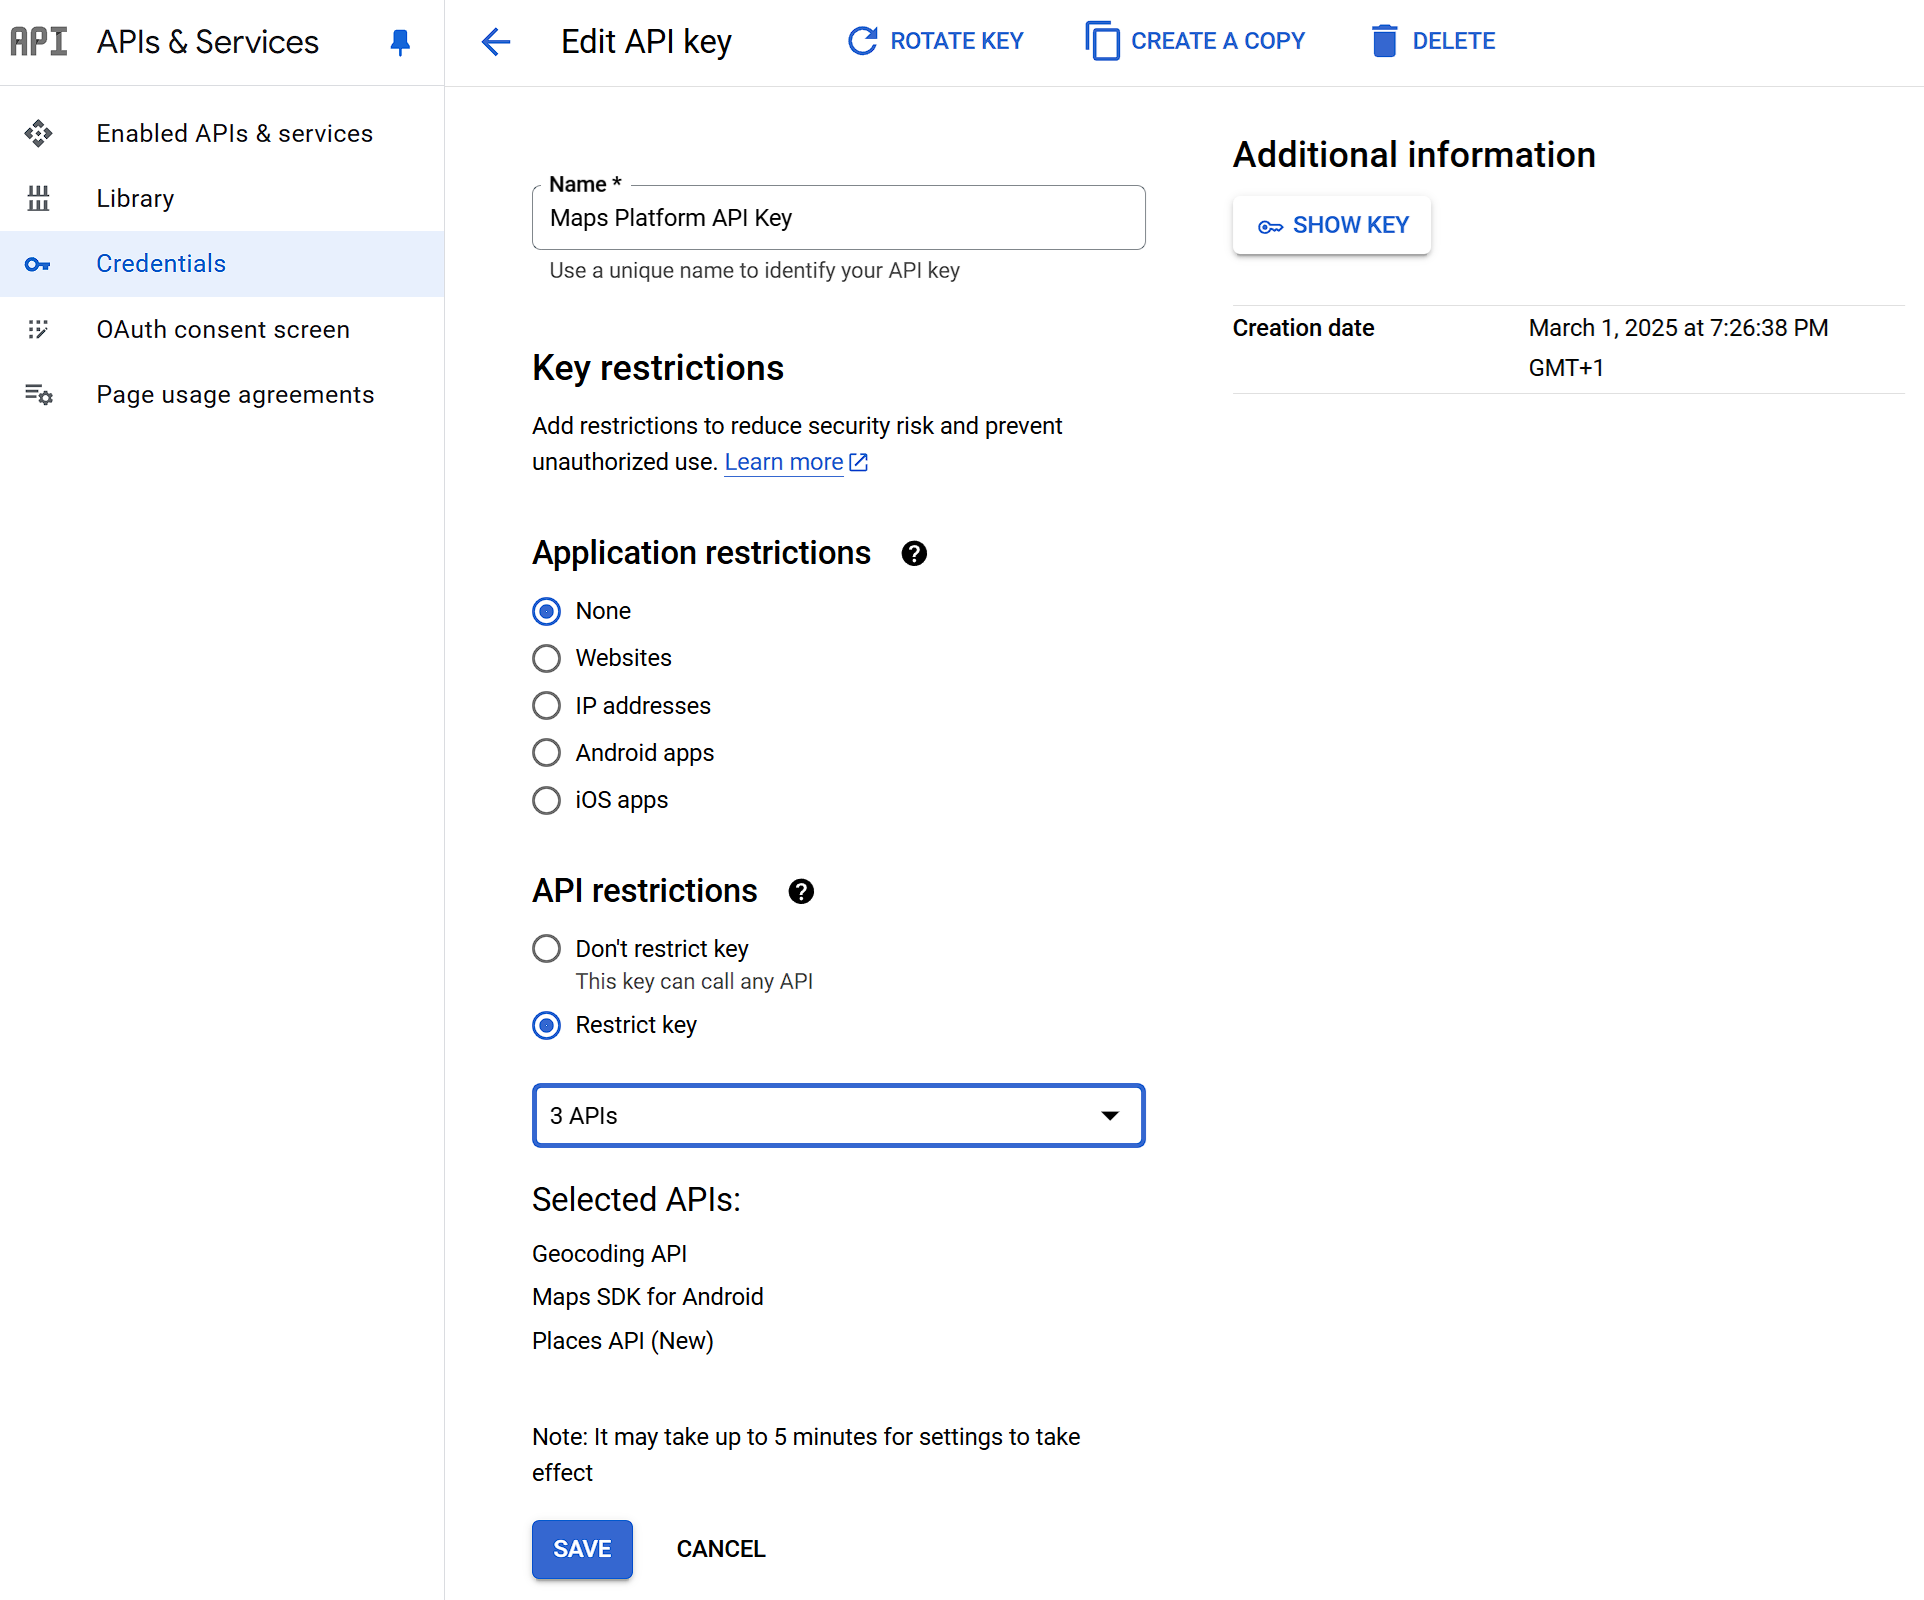 API APIs & Services
Enabled APIs & services
Library
Credentials
OAuth consent screen
Page usage agreements
Edit API key
ROTATE KEY
CREATE A COPY
DELETE
Name *
Maps Platform API Key
Use a unique name to identify your API key
Key restrictions
Add restrictions to reduce security risk and prevent
unauthorized use. Learn more
Application restrictions
None
Websites
IP addresses
Android apps
iOS apps
API restrictions
Don't restrict key
This key can call any API
Restrict key
3 APIs
Selected APIs:
Geocoding API
Maps SDK for Android
Places API (New)
Note: It may take up to 5 minutes for settings to take
effect
SAVE
CANCEL
Additional information
SHOW KEY
Creation date
March 1, 2025 at 7:26:38 PM
GMT+1